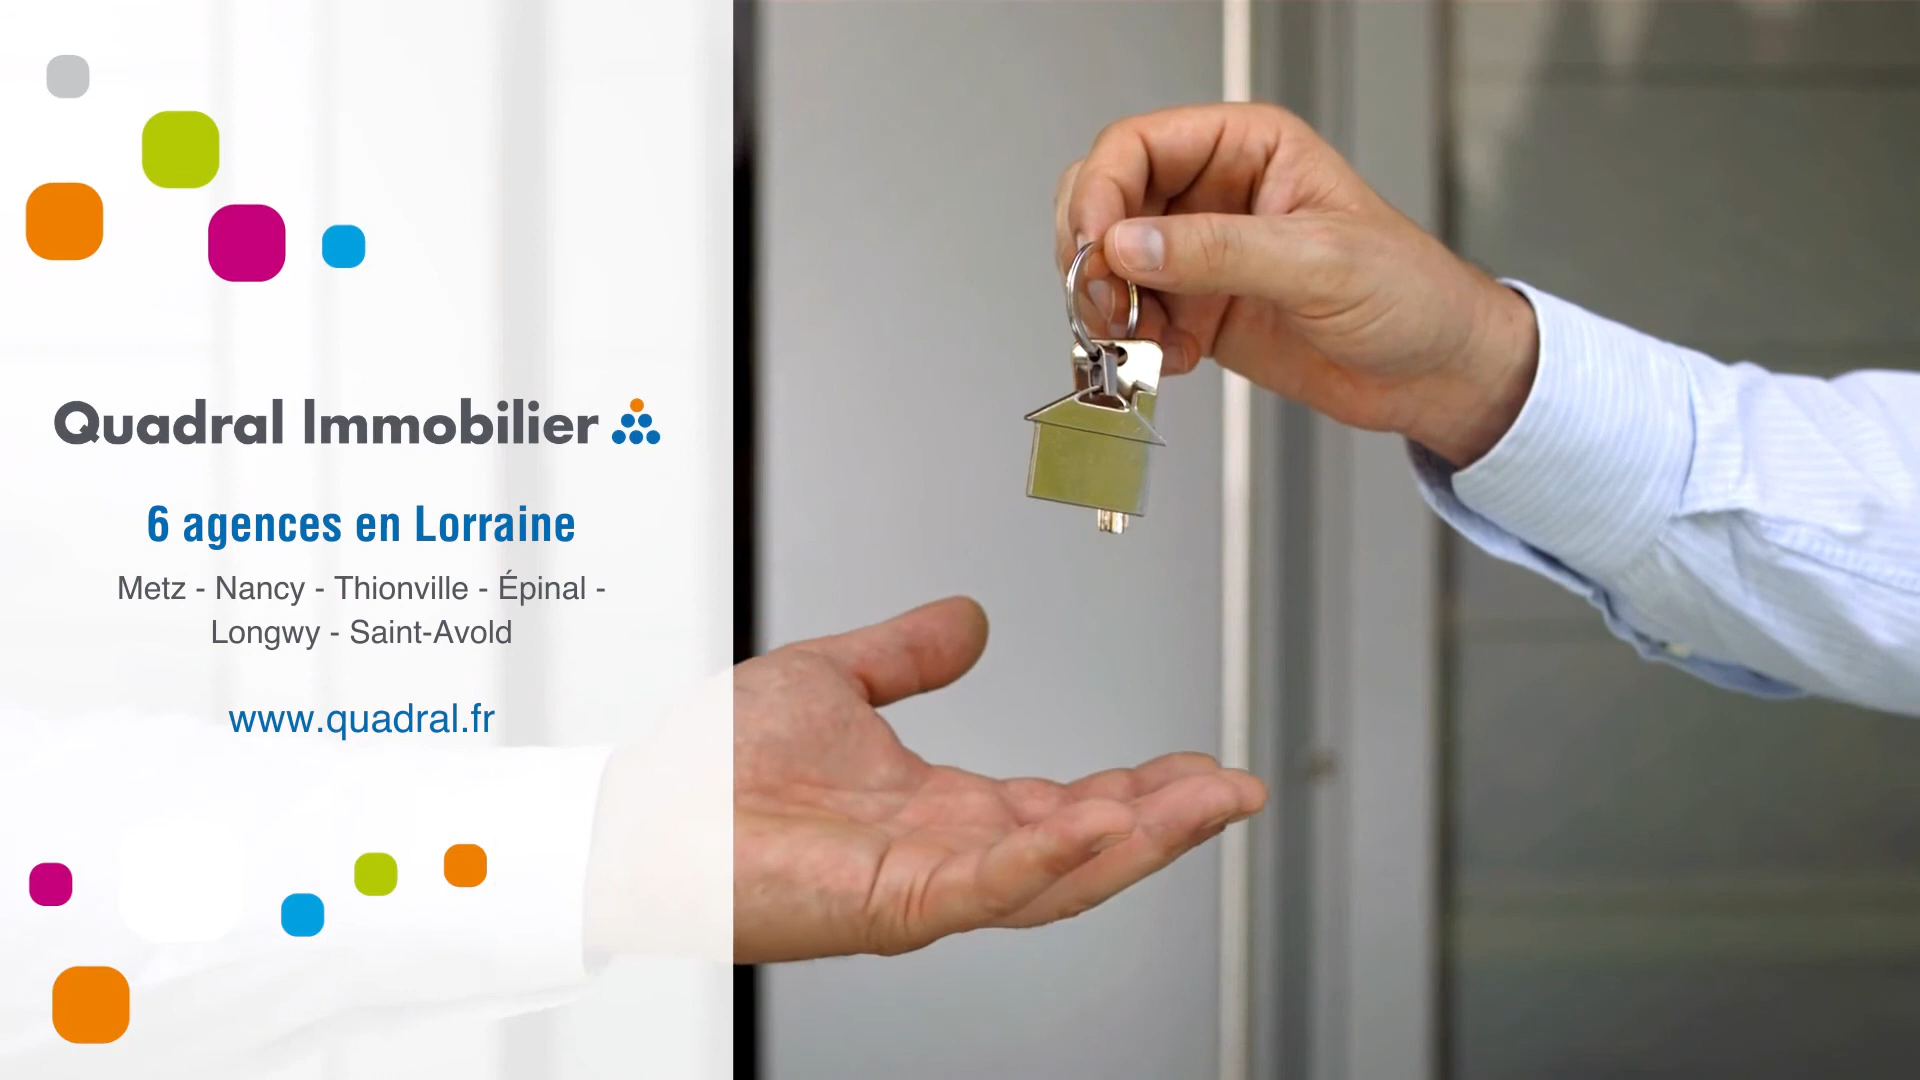 Quadral Immobilier
6 agences en Lorraine
Metz - Nancy - Thionville - Épinal -
Longwy - Saint-Avold
www.quadral.fr